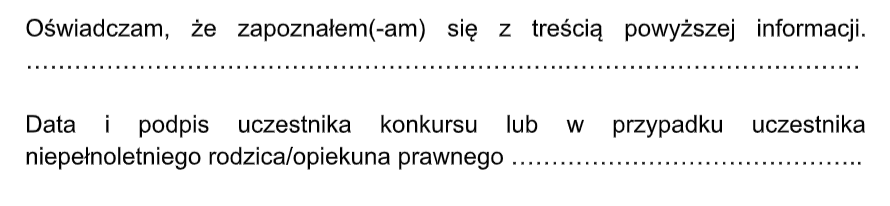 Oświadczam, że zapoznałem(-am) się z treścią powyższej informacji.
……………………………………………………………………………………………
Data i podpis uczestnika konkursu lub w przypadku uczestnika
niepełnoletniego rodzica/opiekuna prawnego ……………………………………..